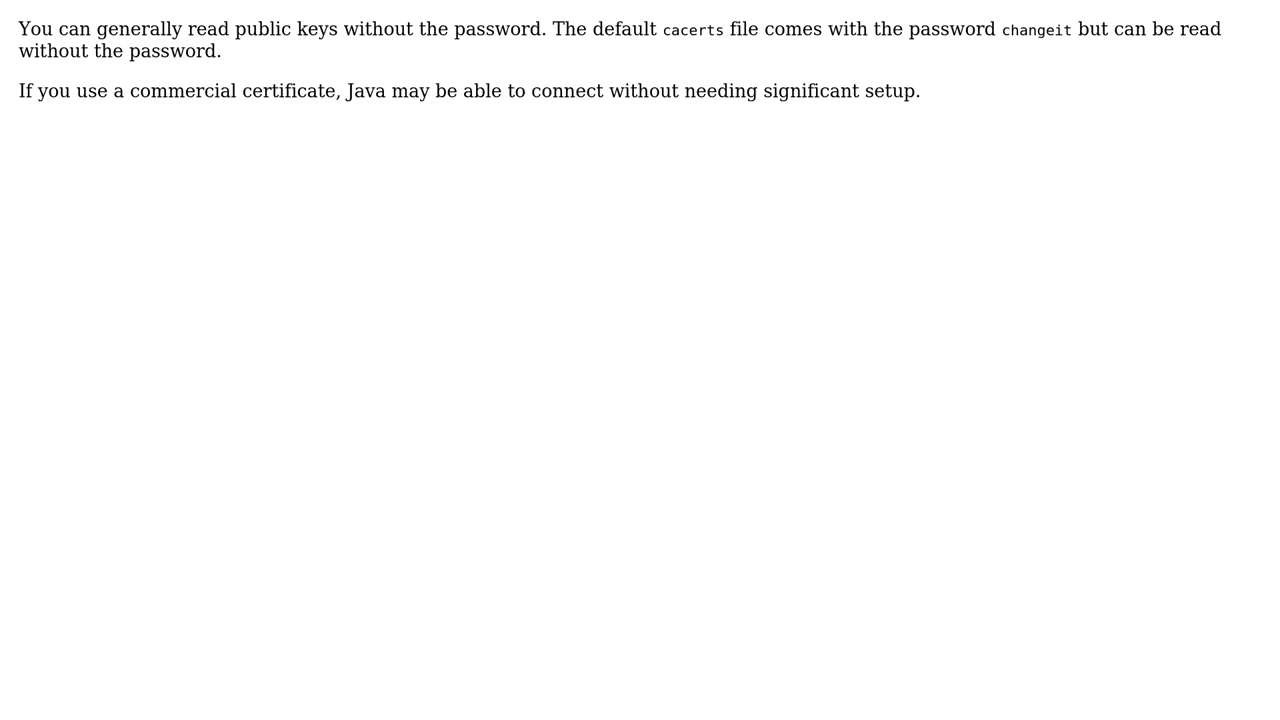 You can generally read public keys without the password. The default cacerts file comes with the password changeit but can be read
without the password.
If you use a commercial certificate, Java may be able to connect without needing significant setup.